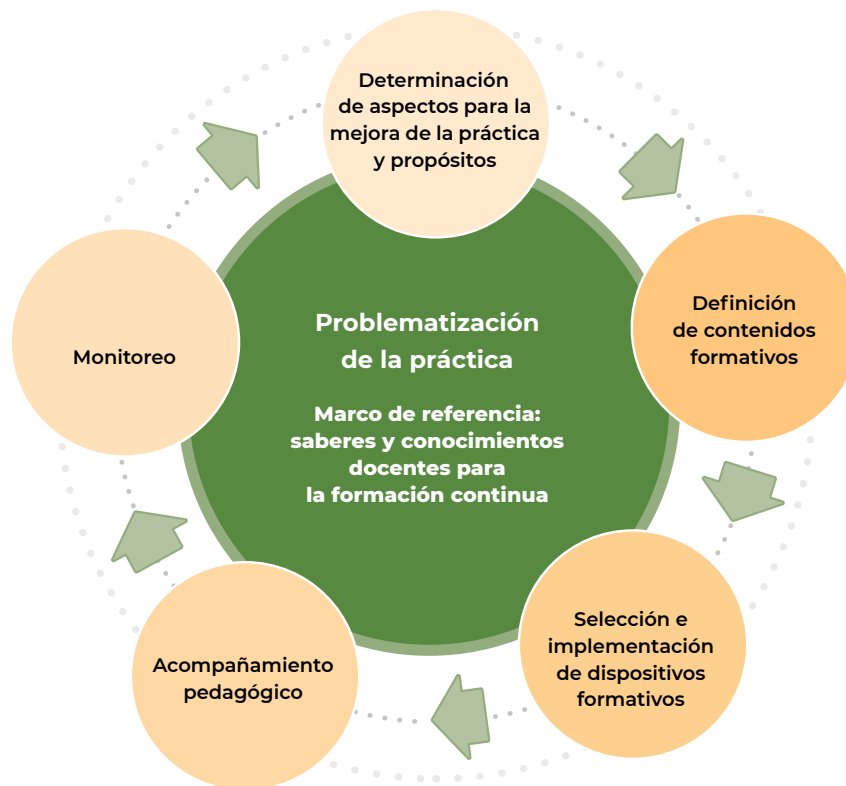 Determinación
de aspectos para la
mejora de la práctica
y propósitos
Definición
de contenidos
formativos
Selección e
implementación
de dispositivos
formativos
Acompañamiento
pedagógico
Monitoreo
Problematización
de la práctica
Marco de referencia:
saberes y conocimientos
docentes para
la formación continua